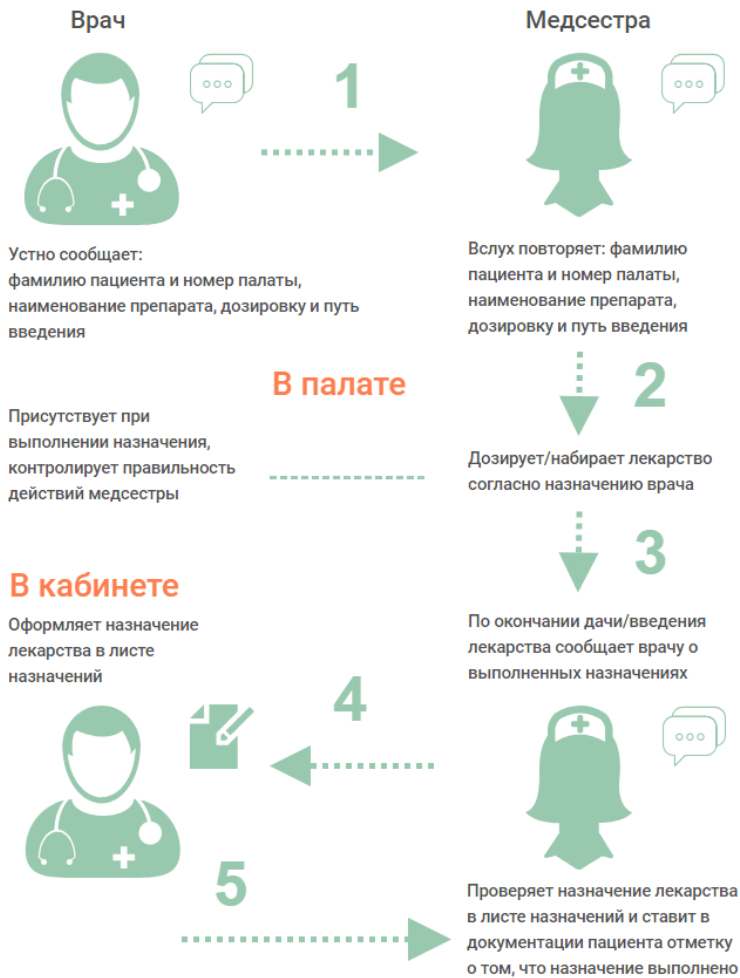 Врач
Медсестра
1
Устно сообщает:
фамилию пациента и номер палаты,
наименование препарата, дозировку и путь
введения
Вслух повторяет: фамилию
пациента и номер палаты,
наименование препарата,
дозировку и путь введения
2
В палате
Присутствует при
выполнении назначения,
контролирует правильность
действий медсестры
Дозирует/набирает лекарство
согласно назначению врача
3
В кабинете
Оформляет назначение
лекарства в листе
назначений
По окончании дачи/введения
лекарства сообщает врачу о
выполненных назначениях
4
5
Проверяет назначение лекарства
в листе назначений и ставит в
документации пациента отметку
о том, что назначение выполнено